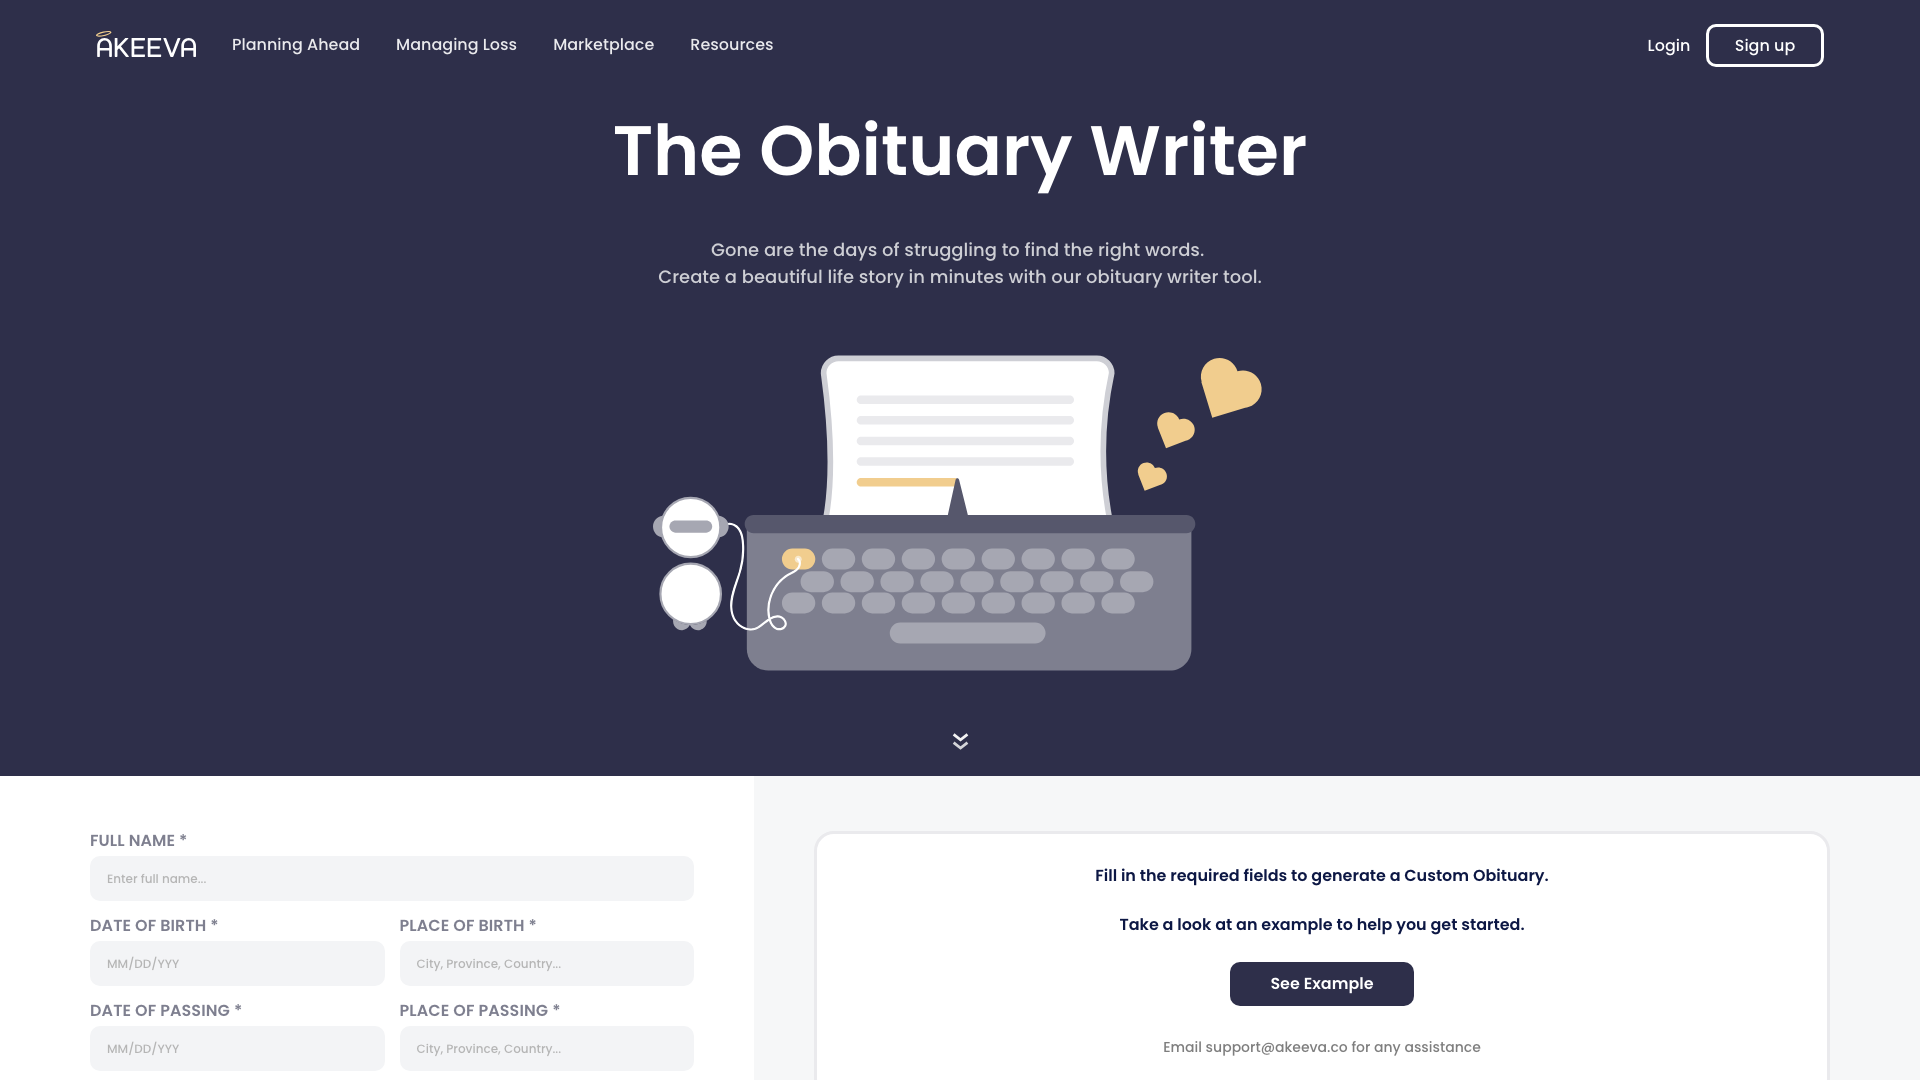 AKEEVA
Planning Ahead
Managing Loss
Marketplace
Resources
Login
Sign up
The Obituary Writer
Gone are the days of struggling to find the right words.
Create a beautiful life story in minutes with our obituary writer tool.
FULL NAME *
Enter full name...
DATE OF BIRTH *
PLACE OF BIRTH *
MM/DD/YYY
City, Province, Country...
DATE OF PASSING *
PLACE OF PASSING *
MM/DD/YYY
City, Province, Country...
Fill in the required fields to generate a Custom Obituary.
Take a look at an example to help you get started.
See Example
Email support@akeeva.co for any assistance